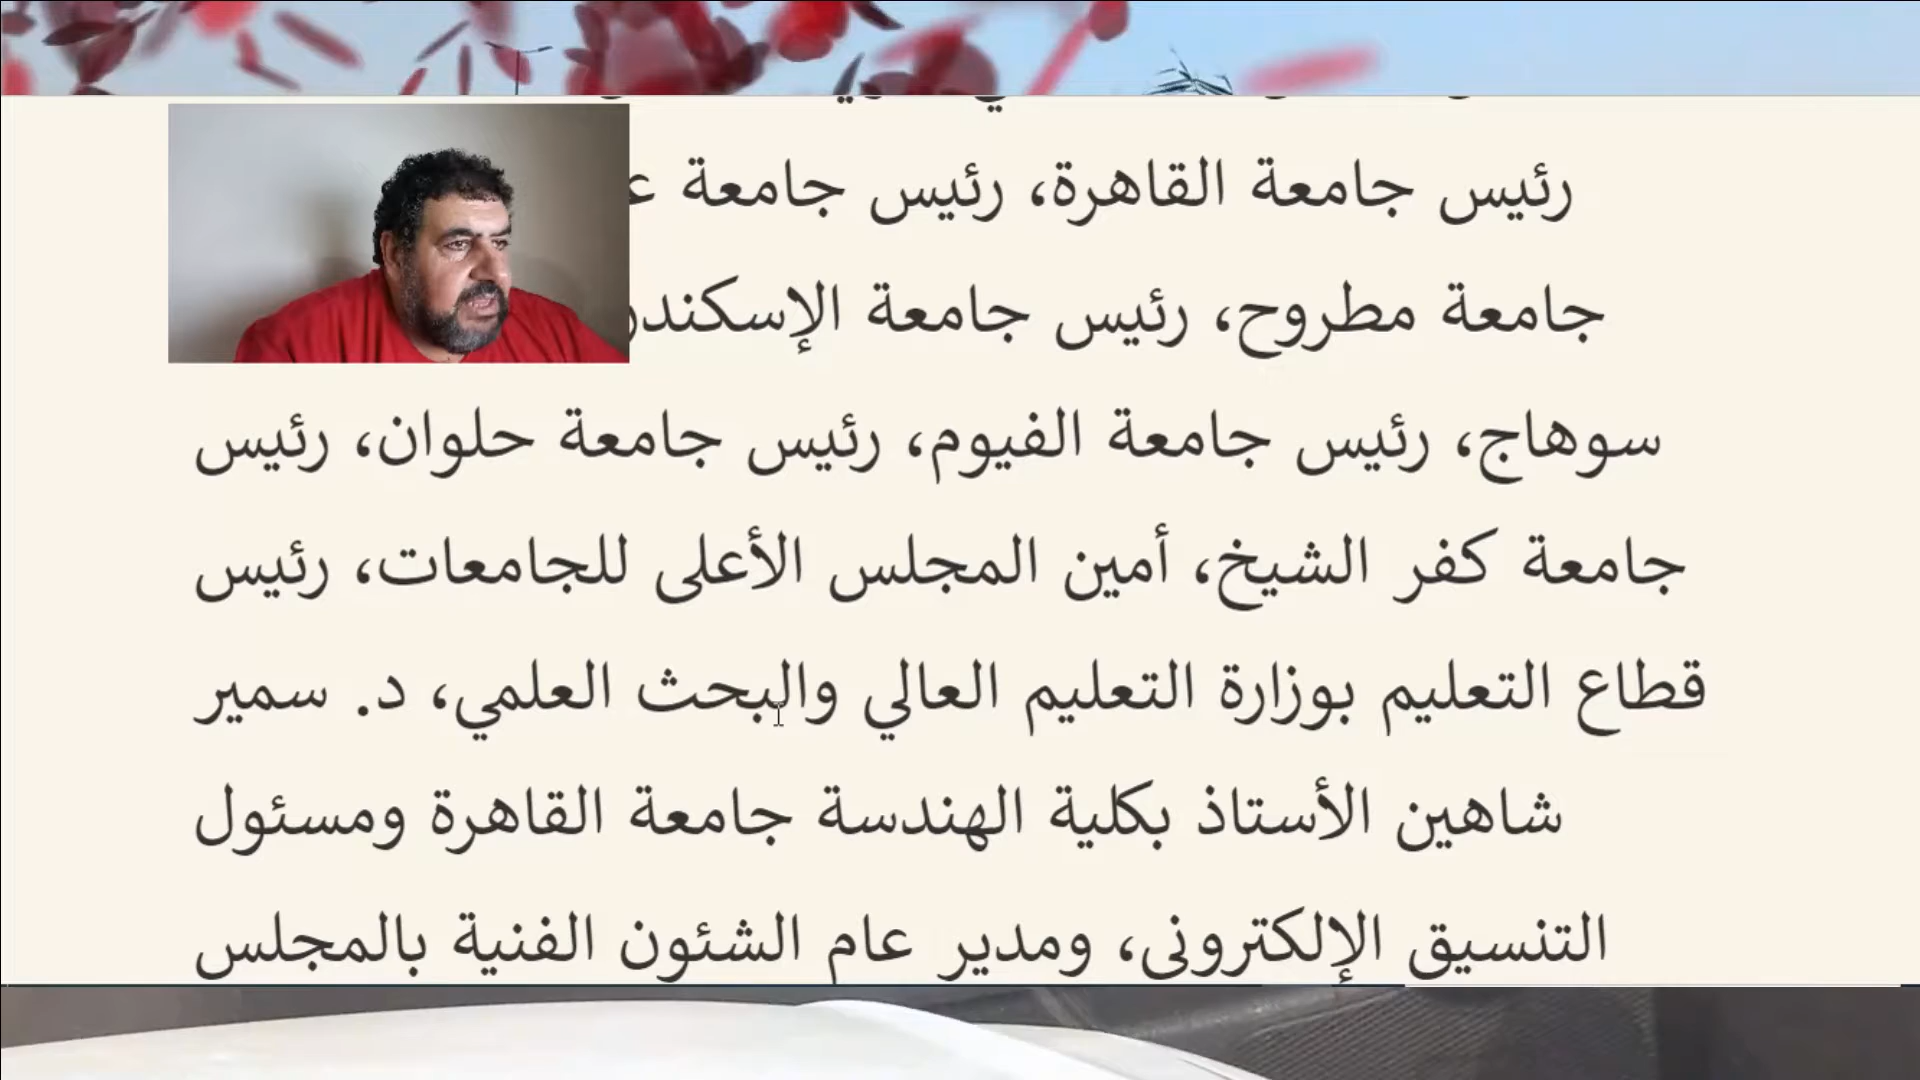 رئيس جامعة القاهرة، رئيس جامعة
جامعة مطروح، رئيس جامعة
سوهاج، رئيس جامعة الفيوم، رئيس جامعة حلوان، رئيس
جامعة كفر الشيخ، أمين المجلس الأعلى للجامعات، رئيس
قطاع التعليم بوزارة التعليم العالي والبحث العلمي، د. سمير
شاهين الأستاذ بكلية الهندسة جامعة القاهرة ومسئول
التنسيق الإلكترونى، ومدير عام الشئون الفنية بالمجلس